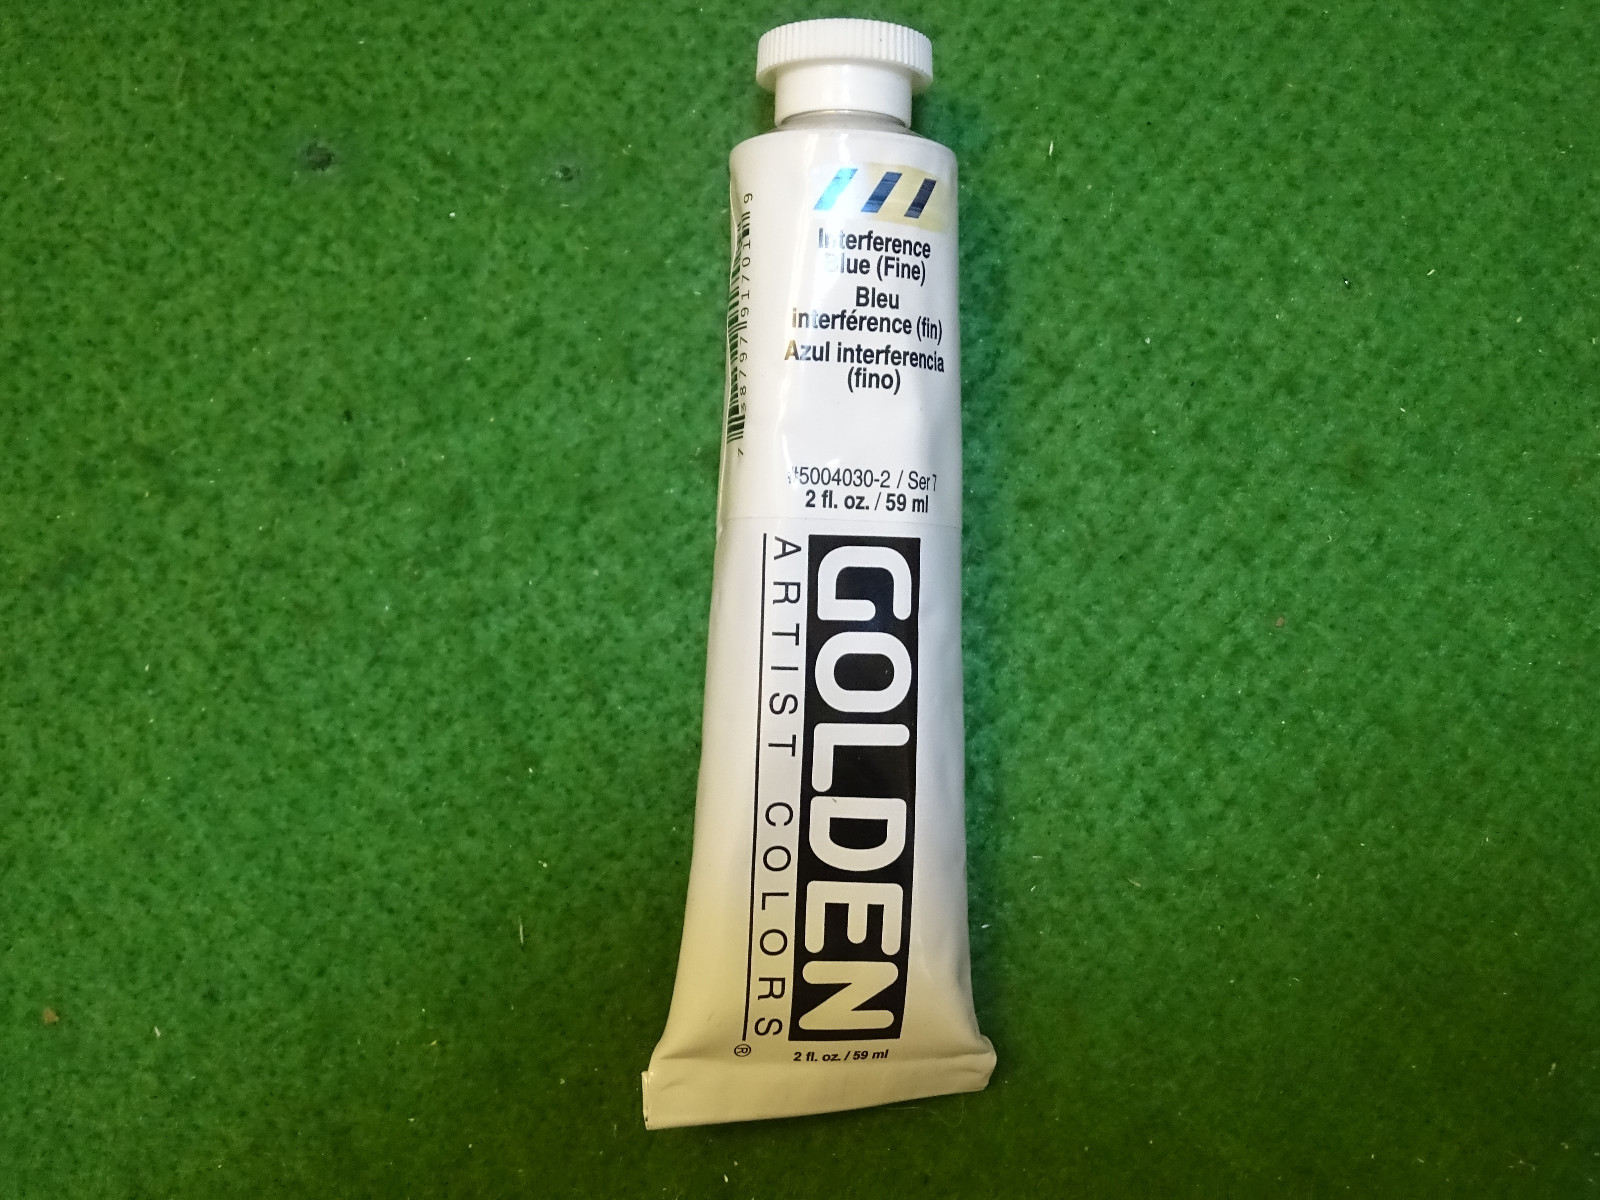 Interference
Blue (Fine)
Bleu
interférence (fin)
Azul interferencia
(fino)
#5004030-2 / Ser 7
2 fl. oz. / 59 ml
GOLDEN
ARTIST COLORS®
2 fl. oz. / 59 ml